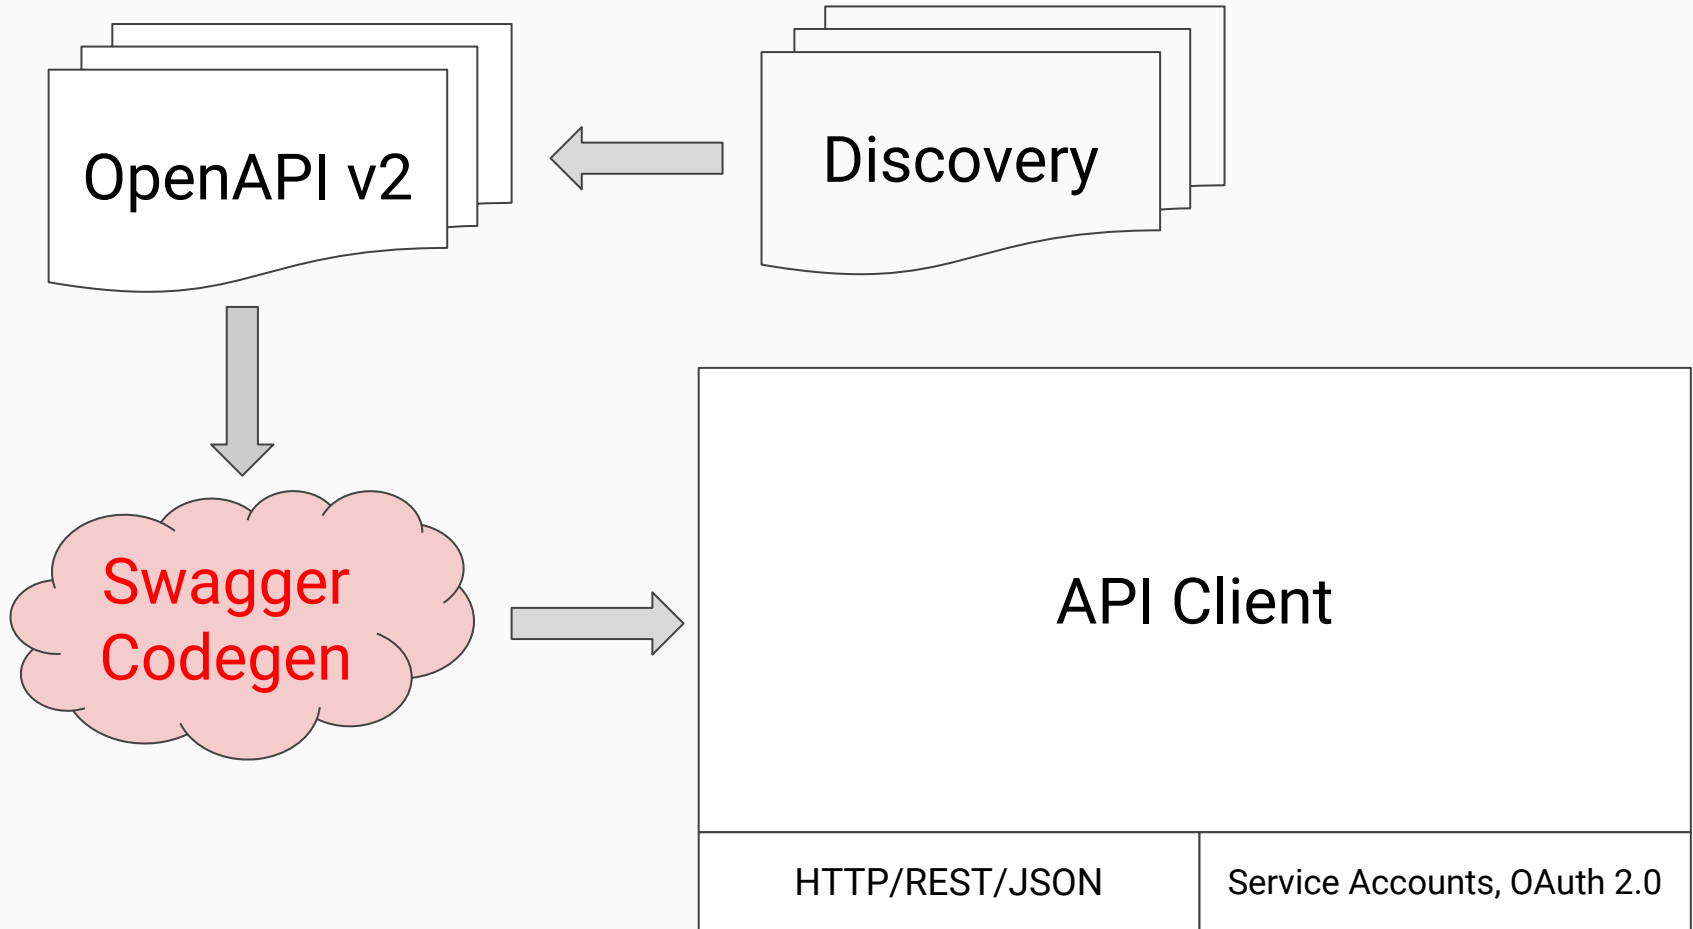 OpenAPI v2
Discovery
Swagger
Codegen
API Client
HTTP/REST/JSON
Service Accounts, OAuth 2.0